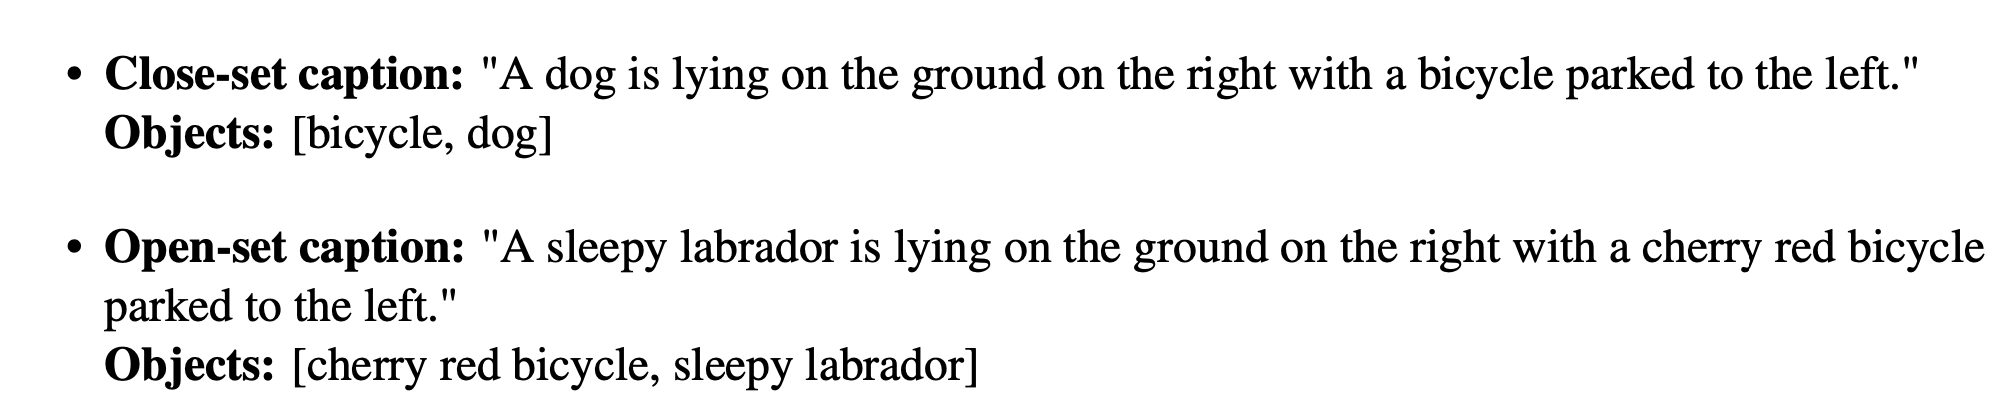 • Close-set caption: "A dog is lying on the ground on the right with a bicycle parked to the left."
Objects: [bicycle, dog]
• Open-set caption: "A sleepy labrador is lying on the ground on the right with a cherry red bicycle
parked to the left."
Objects: [cherry red bicycle, sleepy labrador]